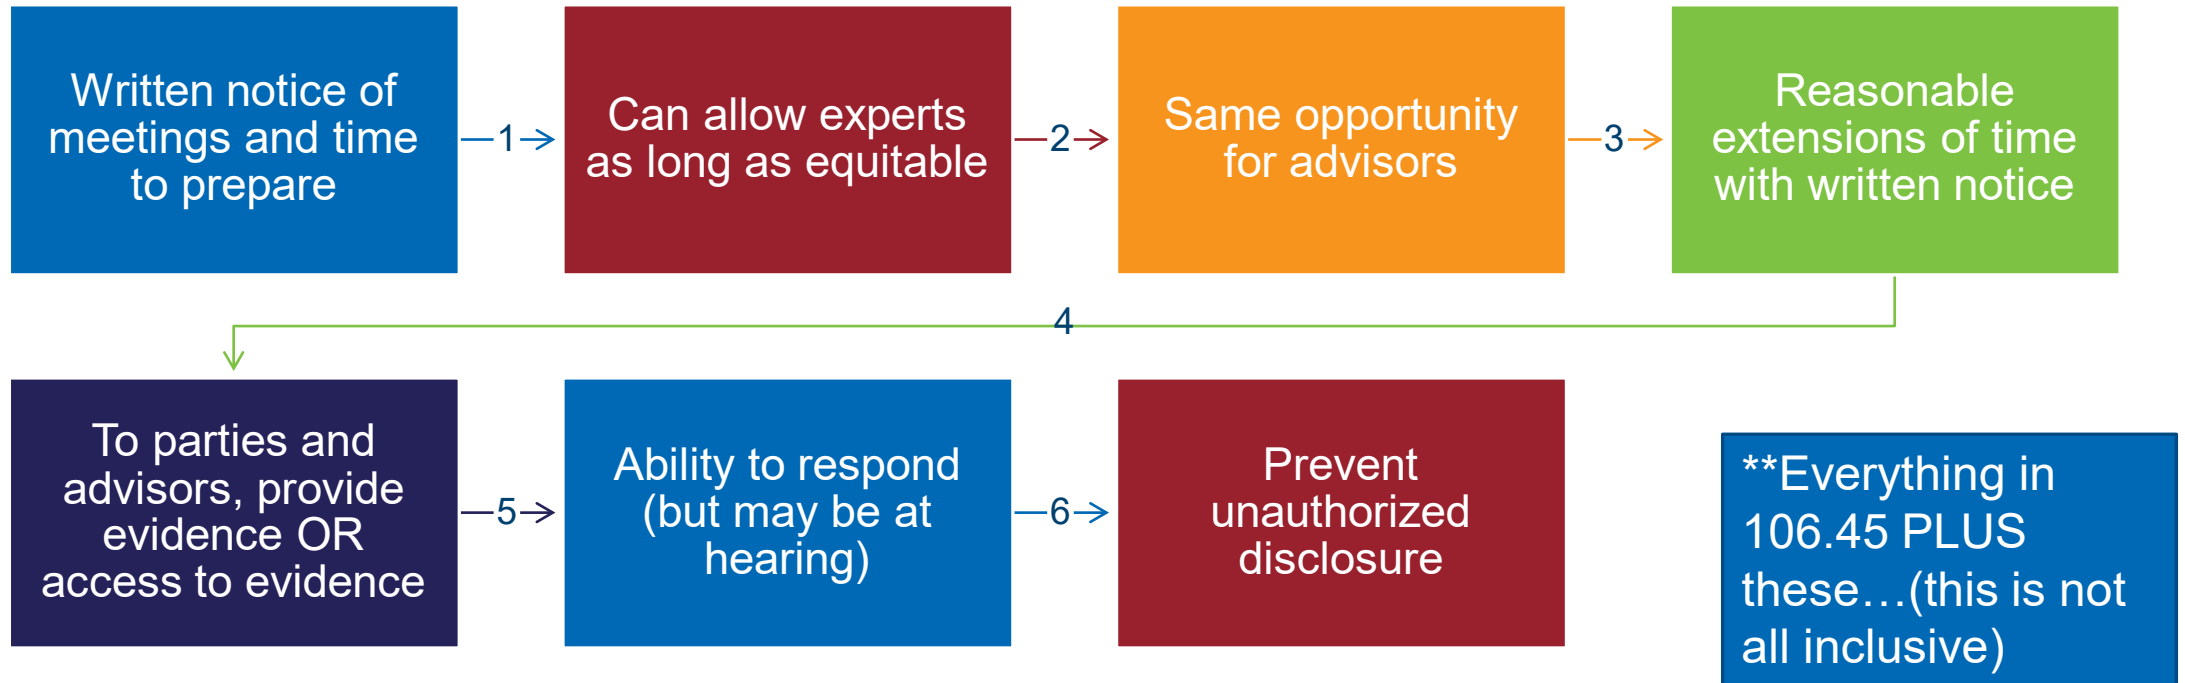 Written notice of
meetings and time
to prepare
1
Can allow experts
as long as equitable
2
Same opportunity
for advisors
3
Reasonable
extensions of time
with written notice
4
To parties and
advisors, provide
evidence OR
access to evidence
5
Ability to respond
(but may be at
hearing)
6
Prevent
unauthorized
disclosure
**Everything in
106.45 PLUS
these…(this is not
all inclusive)